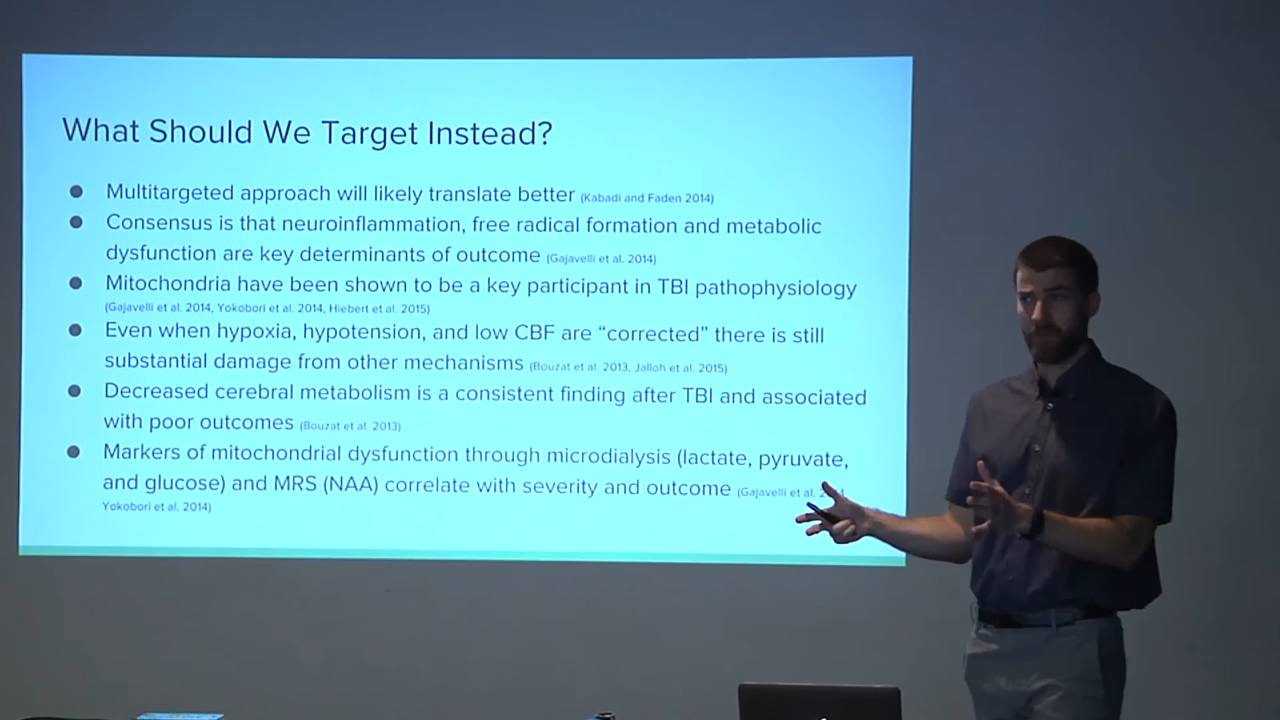 What Should We Target Instead?
● Multitargeted approach will likely translate better (Kabadi and Faden 2014)
● Consensus is that neuroinflammation, free radical formation and metabolic
dysfunction are key determinants of outcome (Gajavelli et al. 2014)
● Mitochondria have been shown to be a key participant in TBI pathophysiology
(Gajavelli et al. 2014, Yokobori et al. 2014, Hiebert et al. 2015)
● Even when hypoxia, hypotension, and low CBF are “corrected” there is still
substantial damage from other mechanisms (Bouzat et al. 2013, Jalloh et al. 2015)
● Decreased cerebral metabolism is a consistent finding after TBI and associated
with poor outcomes (Bouzat et al. 2013)
● Markers of mitochondrial dysfunction through microdialysis (lactate, pyruvate,
and glucose) and MRS (NAA) correlate with severity and outcome (Gajavelli et al.
Yokobori et al. 2014)